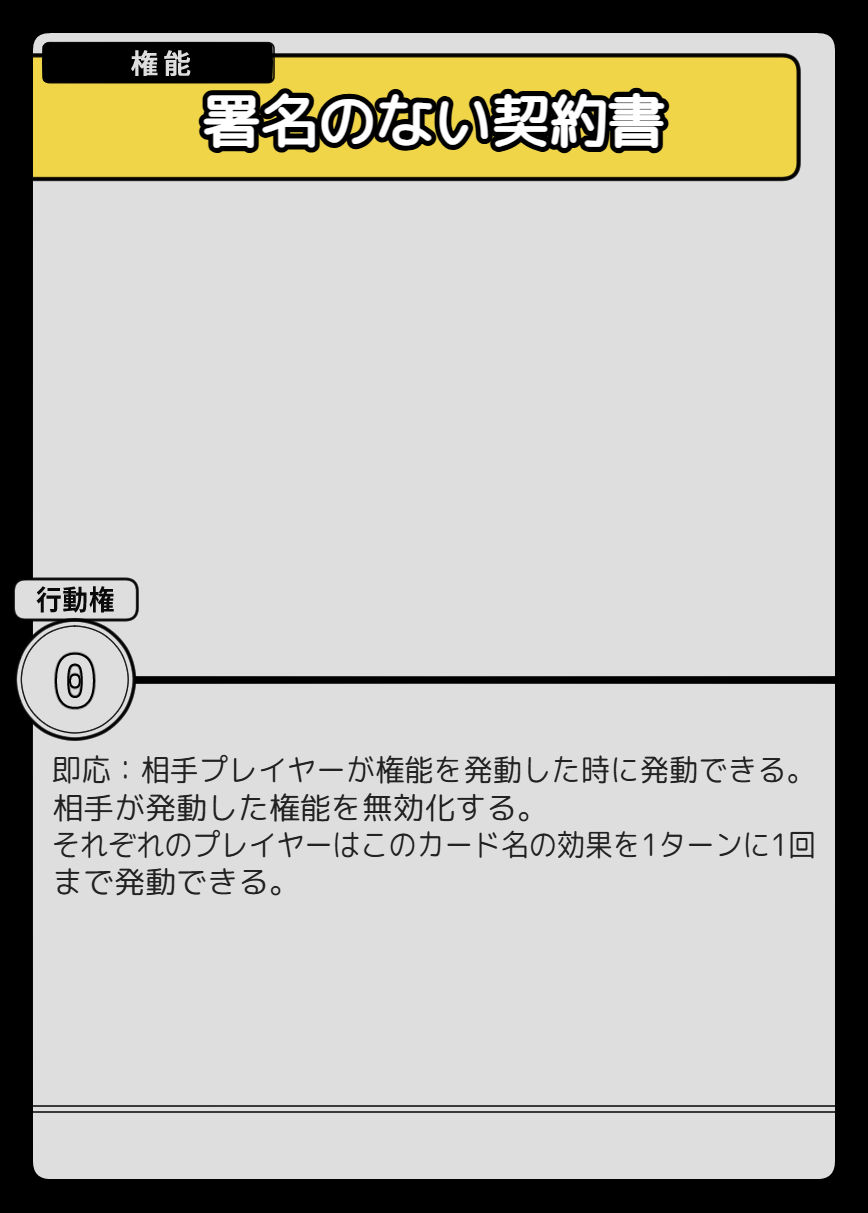 権能
署名のない契約書
行動権
0
即応：相手プレイヤーが権能を発動した時に発動できる。
相手が発動した権能を無効化する。
それぞれのプレイヤーはこのカード名の効果を1ターンに1回
まで発動できる。